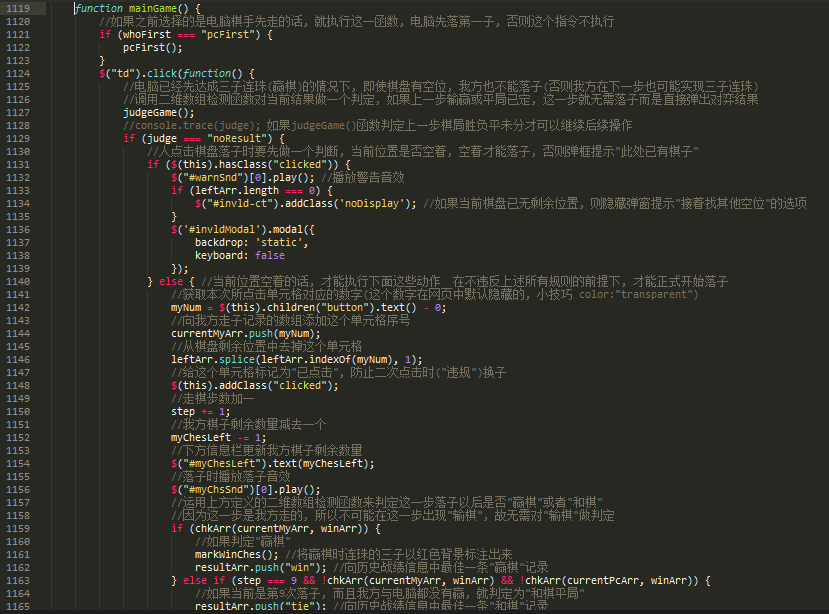 1119 function mainGame() {
1120 //如果之前选择的是电脑棋手先走的话，就执行这一函数，电脑先落第一子，否则这个指令不执行
1121 if (whoFirst === "pcFirst") {
1122 pcFirst();
1123 }
1124 $("td").click(function() {
1125 //电脑已经先达成三子连珠(赢棋)的情况下，即使棋盘有空位，我方也不能落子(否则我方在下一步也可能实现三子连珠)
1126 //调用二维数组检测函数对当前结果做一个判定，如果上一步输赢或平局已定，这一步就无需落子而是直接弹出对弈结果
1127 judgeGame();
1128 //console.trace(judge); 如果judgeGame()函数判定上一步棋局胜负平未分才可以继续后续操作
1129 if (judge === "noResult") {
1130 //人点击棋盘落子时要先做一个判断，当前位置是否空着，空着才能落子，否则弹框提示"此处已有棋子"
1131 if ($(this).hasClass("clicked")) {
1132 $("#warnSnd")[0].play(); //播放警告音效
1133 if (leftArr.length === 0) {
1134 $("#invld-ct").addClass('noDisplay'); //如果当前棋盘已无剩余位置，则隐藏弹窗提示"接着找其他空位"的选项
1135 }
1136 $('#invldModal').modal({
1137 backdrop: 'static',
1138 keyboard: false
1139 });
1140 } else { //当前位置空着的话，才能执行下面这些动作__在不违反上述所有规则的前提下，才能正式开始落子
1141 //获取本次所点击单元格对应的数字(这个数字在网页中默认隐藏的，小技巧 color:"transparent")
1142 myNum = $(this).children("button").text() - 0;
1143 //向我方走子记录的数组添加这个单元格序号
1144 currentMyArr.push(myNum);
1145 //从棋盘剩余位置中去掉这个单元格
1146 leftArr.splice(leftArr.indexOf(myNum), 1);
1147 //给这个单元格标记为"已点击"，防止二次点击时("违规")换子
1148 $(this).addClass("clicked");
1149 //走棋步数加一
1150 step += 1;
1151 //我方棋子剩余数量减去一个
1152 myChesLeft -= 1;
1153 //下方信息栏更新我方棋子剩余数量
1154 $("#myChesLeft").text(myChesLeft);
1155 //落子时播放落子音效
1156 $("#myChsSnd")[0].play();
1157 //运用上方定义的二维数组检测函数来判定这一步落子以后是否"赢棋"或者"和棋"
1158 //因为这一步是我方走的，所以不可能在这一步出现"输棋"，故无需对"输棋"做判定
1159 if (chkArr(currentMyArr, winArr)) {
1160 //如果判定"赢棋"
1161 markWinChes(); //将赢棋时连珠的三子以红色背景标注出来
1162 resultArr.push("win"); //向历史战绩信息中最佳一条"赢棋"记录
1163 } else if (step === 9 && !chkArr(currentMyArr, winArr) && !chkArr(currentPcArr, winArr)) {
1164 //如果当前是第9次落子，而且我方与电脑都没有赢，就判定为"和棋平局"
1165 resultArr.push("tie"); //向历史战绩信息中最佳一条"和棋"记录